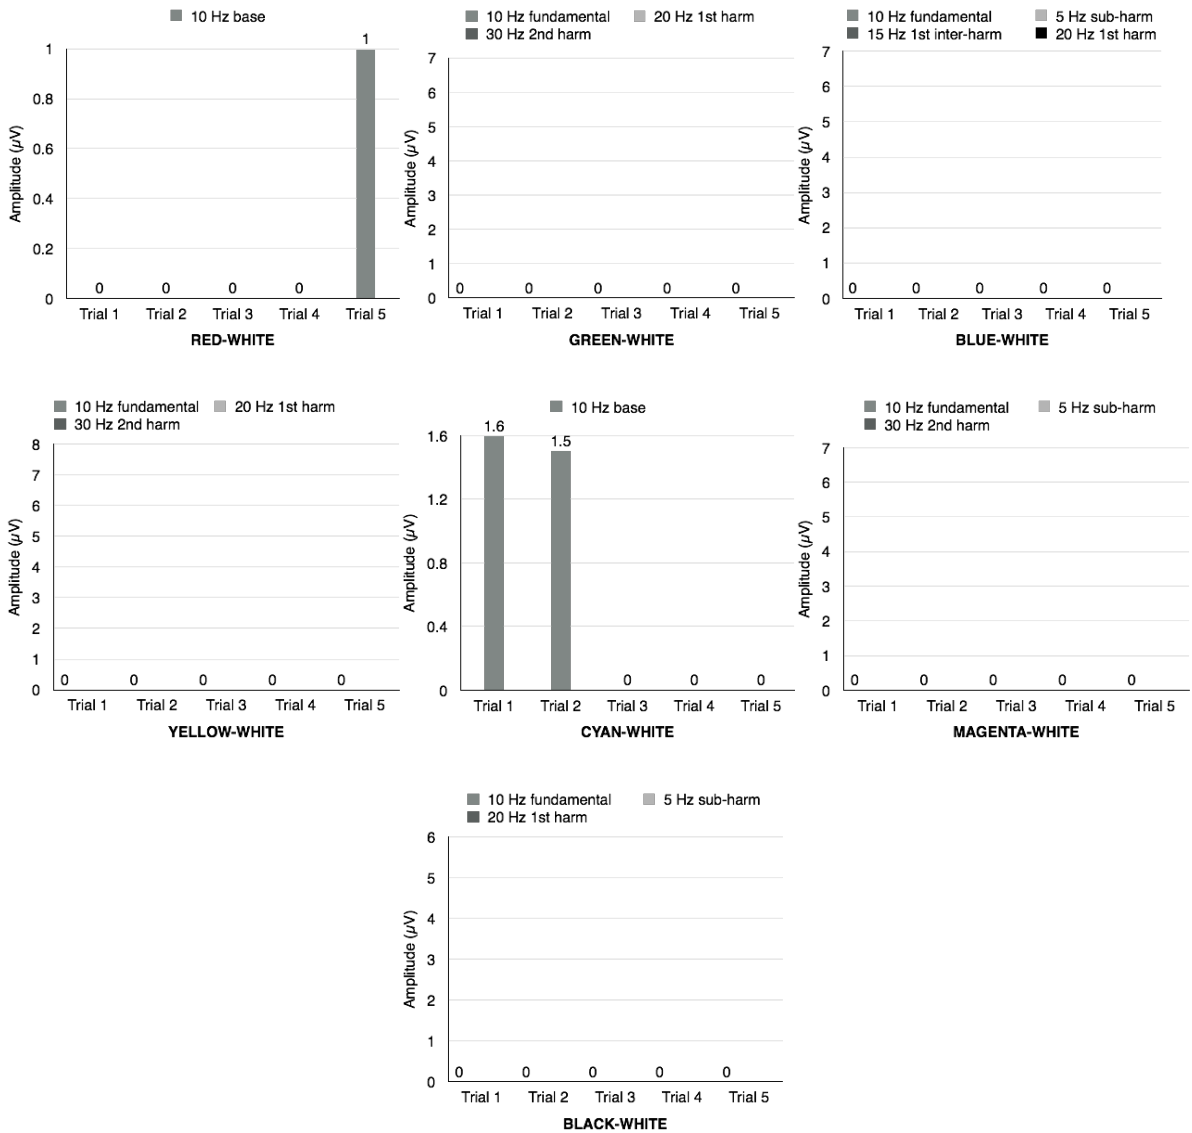 10 Hz base
1
1
0.8
0.6
0.4
0.2
0
Amplitude (µV)
0 0 0 0
Trial 1 Trial 2 Trial 3 Trial 4 Trial 5
RED-WHITE
10 Hz fundamental 20 Hz 1st harm
30 Hz 2nd harm
7
6
5
4
3
2
1
0
Amplitude (µV)
0 0 0 0 0
Trial 1 Trial 2 Trial 3 Trial 4 Trial 5
GREEN-WHITE
10 Hz fundamental 5 Hz sub-harm
15 Hz 1st inter-harm 20 Hz 1st harm
7
6
5
4
3
2
1
0
Amplitude (µV)
0 0 0 0 0
Trial 1 Trial 2 Trial 3 Trial 4 Trial 5
BLUE-WHITE
10 Hz fundamental 20 Hz 1st harm
30 Hz 2nd harm
8
7
6
5
4
3
2
1
0
Amplitude (µV)
0 0 0 0 0
Trial 1 Trial 2 Trial 3 Trial 4 Trial 5
YELLOW-WHITE
10 Hz base
1.6
1.5
1.6
1.2
0.8
0.4
0
Amplitude (µV)
0 0 0
Trial 1 Trial 2 Trial 3 Trial 4 Trial 5
CYAN-WHITE
10 Hz fundamental 5 Hz sub-harm
30 Hz 2nd harm
7
6
5
4
3
2
1
0
Amplitude (µV)
0 0 0 0 0
Trial 1 Trial 2 Trial 3 Trial 4 Trial 5
MAGENTA-WHITE
10 Hz fundamental 5 Hz sub-harm
20 Hz 1st harm
6
5
4
3
2
1
0
Amplitude (µV)
0 0 0 0 0
Trial 1 Trial 2 Trial 3 Trial 4 Trial 5
BLACK-WHITE